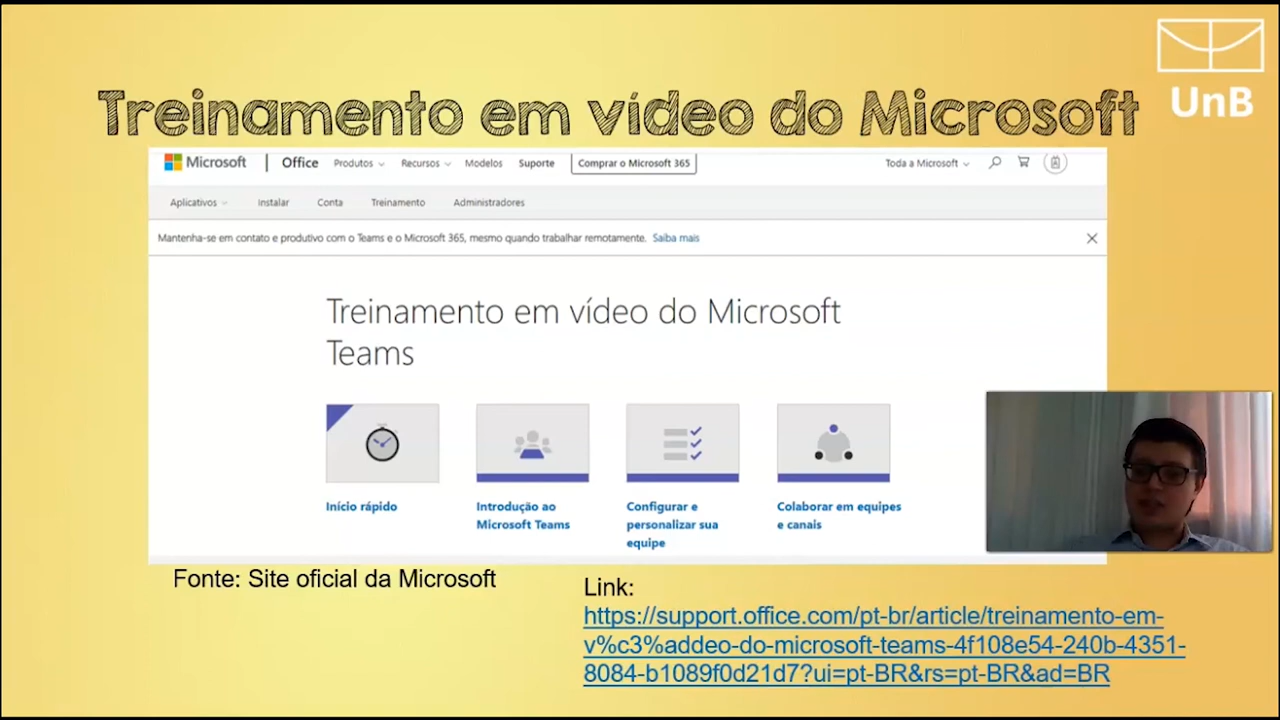 UnB
Treinamento em vídeo do Microsoft
Microsoft | Office Produtos Recursos Modelos Suporte Comprar o Microsoft 365 Toda a Microsoft
Aplicativos Instalar Conta Treinamento Administradores
Mantenha-se em contato e produtivo com o Teams e o Microsoft 365, mesmo quando trabalhar remotamente. Saiba mais
Treinamento em vídeo do Microsoft
Teams
Início rápido
Introdução ao
Microsoft Teams
Configurar e
personalizar sua
equipe
Colaborar em equipes
e canais
Fonte: Site oficial da Microsoft
Link:
https://support.office.com/pt-br/article/treinamento-em-
v%c3%addeo-do-microsoft-teams-4f108e54-240b-4351-
8084-b1089f0d21d7?ui=pt-BR&rs=pt-BR&ad=BR